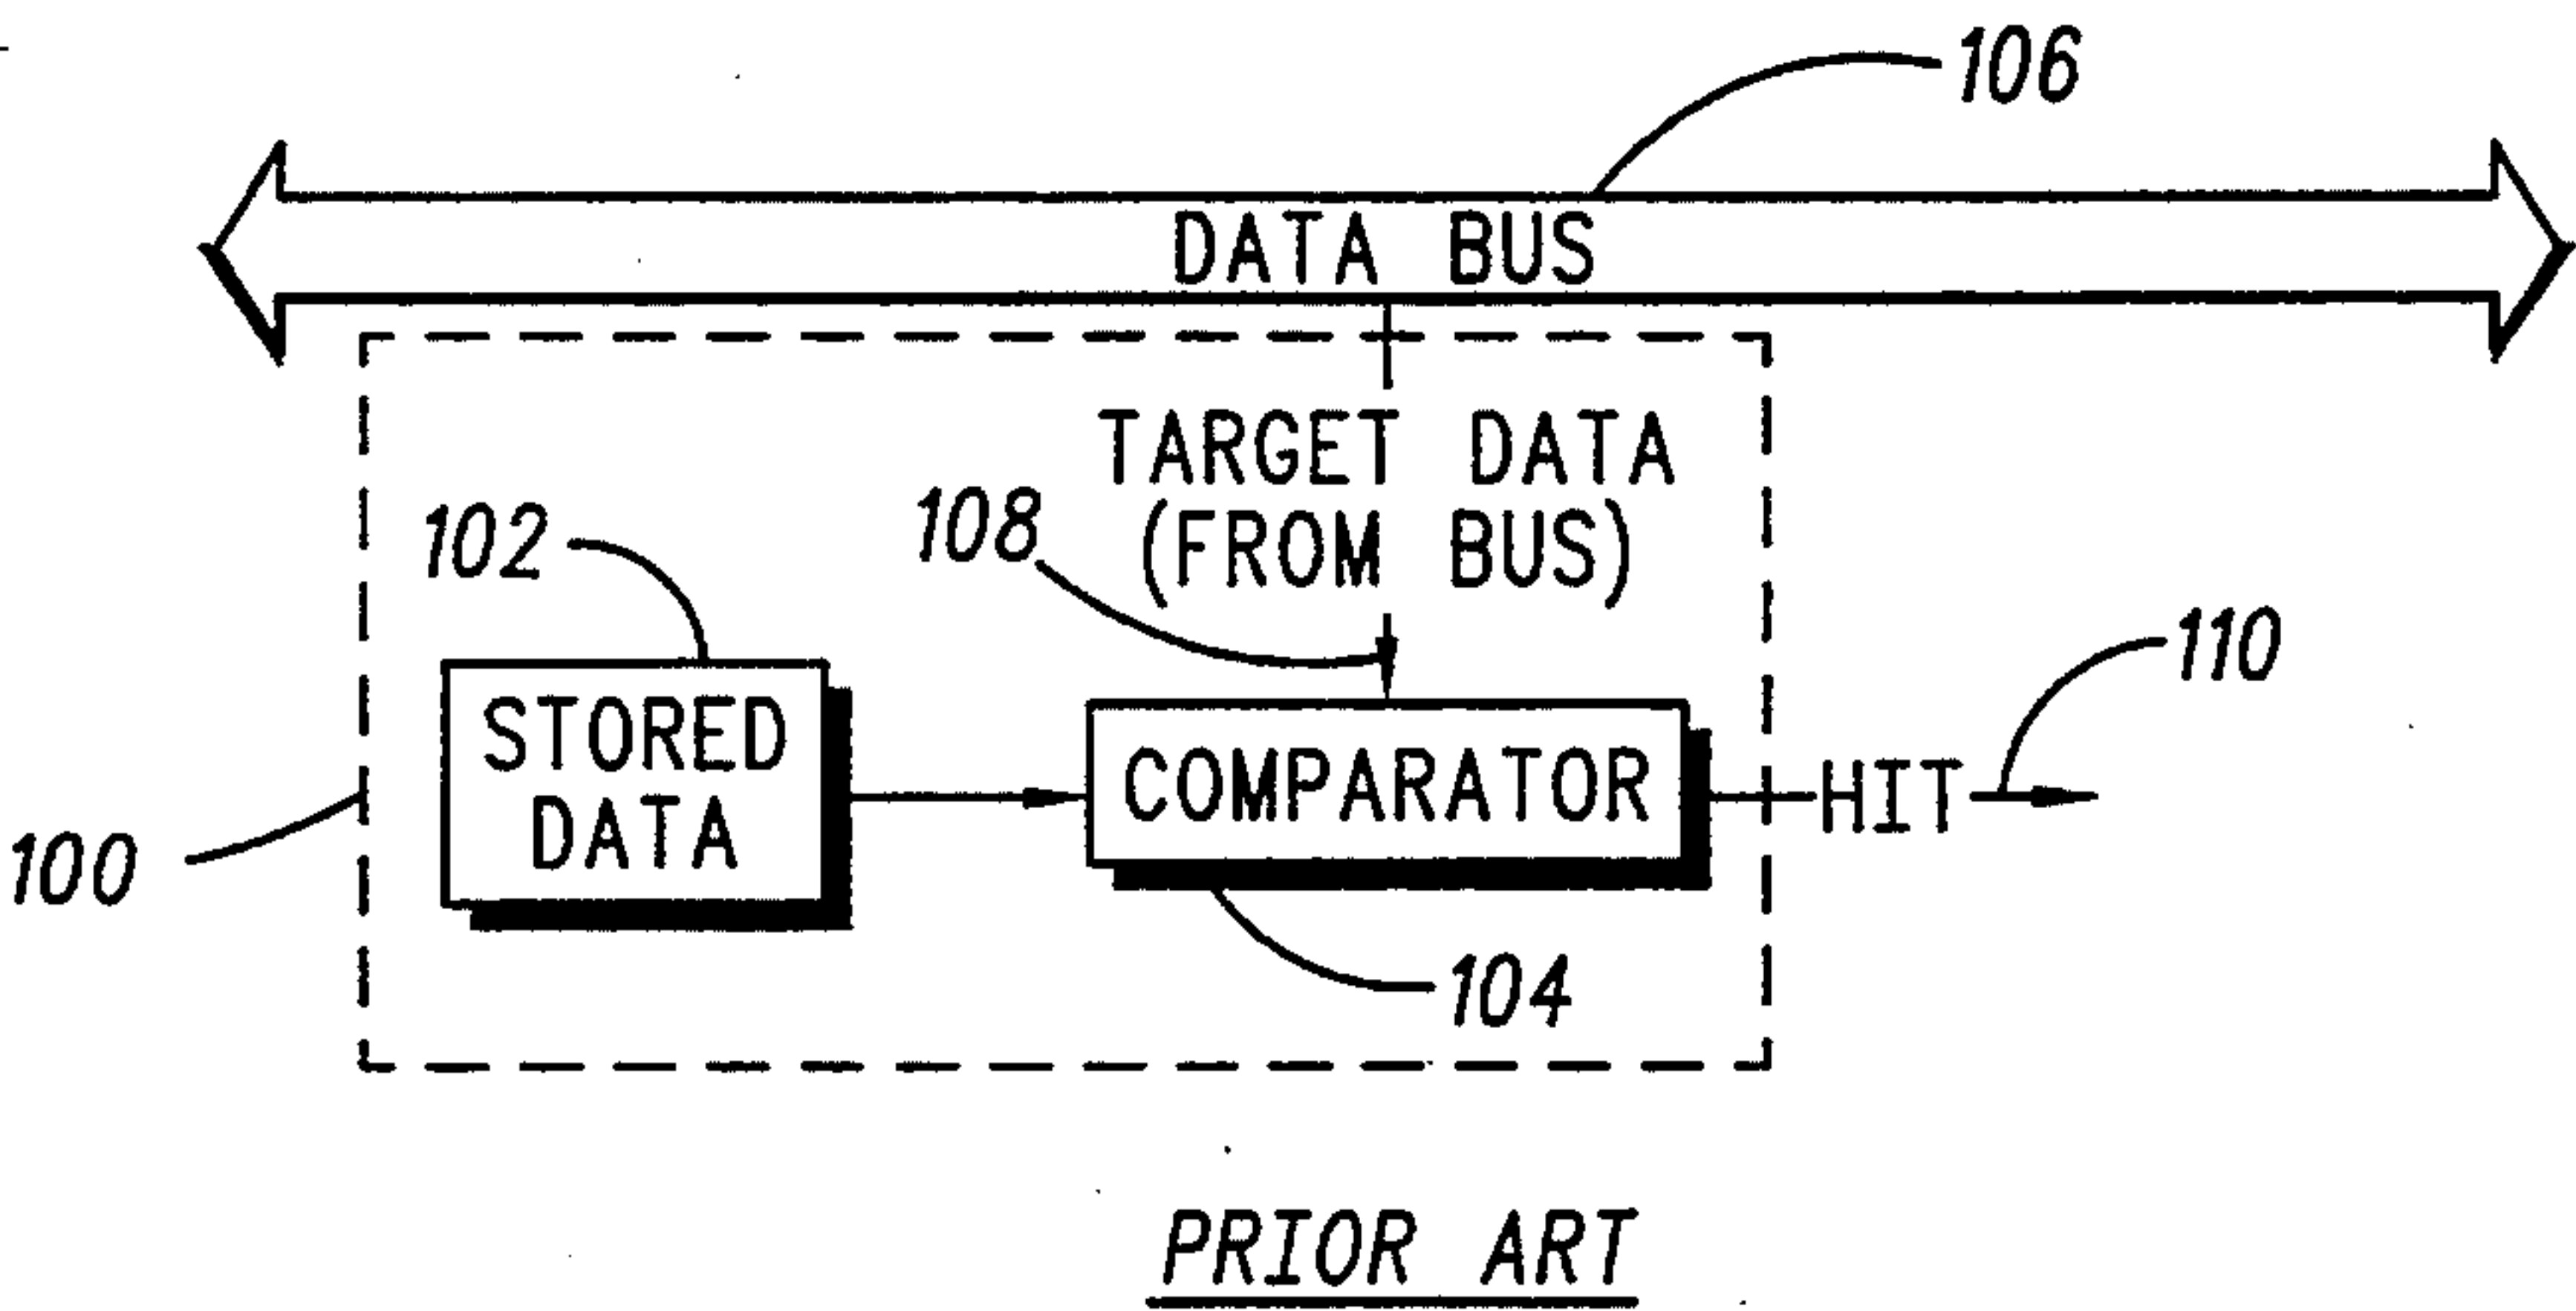 106
DATA BUS
TARGET DATA
(FROM BUS)
108
102
110
STORED
DATA
COMPARATOR
HIT
100
104
PRIOR ART